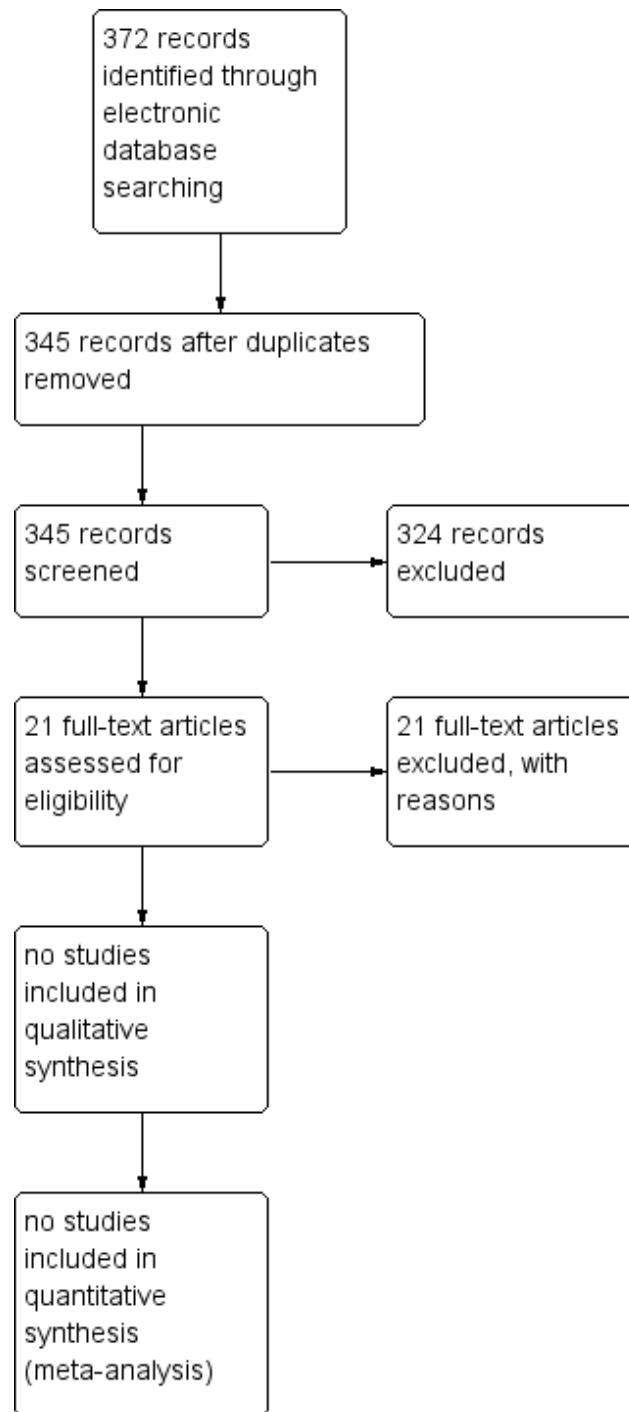 372 records
identified through
electronic
database
searching
345 records after duplicates
removed
345 records
screened
324 records
excluded
21 full-text articles
assessed for
eligibility
21 full-text articles
excluded, with
reasons
no studies
included in
qualitative
synthesis
no studies
included in
quantitative
synthesis
(meta-analysis)